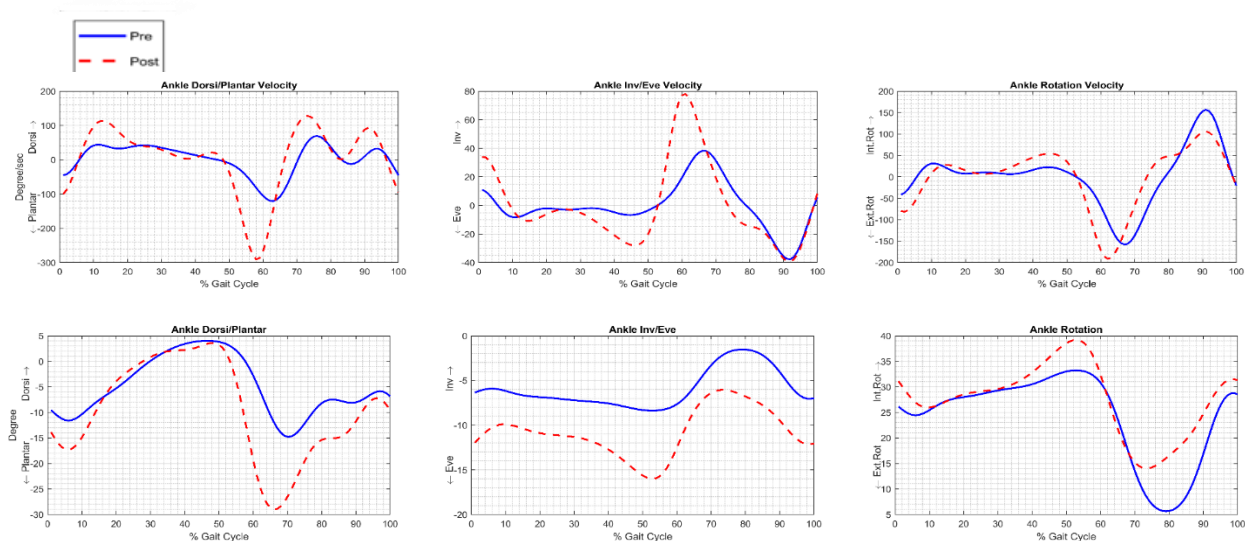 Pre
Post
Ankle Dorsi/Plantar Velocity
Degree/sec
← Plantar Dorsi →
200
100
0
-100
-200
-300
0 10 20 30 40 50 60 70 80 90 100
% Gait Cycle
Ankle Inv/Eve Velocity
← Eve Inv →
80
60
40
20
0
-20
-40
0 10 20 30 40 50 60 70 80 90 100
% Gait Cycle
Ankle Rotation Velocity
← Ext.Rot Int.Rot →
200
150
100
50
0
-50
-100
-150
-200
0 10 20 30 40 50 60 70 80 90 100
% Gait Cycle
Ankle Dorsi/Plantar
Degree
← Plantar Dorsi →
5
0
-5
-10
-15
-20
-25
-30
0 10 20 30 40 50 60 70 80 90 100
% Gait Cycle
Ankle Inv/Eve
← Eve Inv →
0
-5
-10
-15
-20
0 10 20 30 40 50 60 70 80 90 100
% Gait Cycle
Ankle Rotation
← Ext.Rot Int.Rot →
40
35
30
25
20
15
10
5
0 10 20 30 40 50 60 70 80 90 100
% Gait Cycle